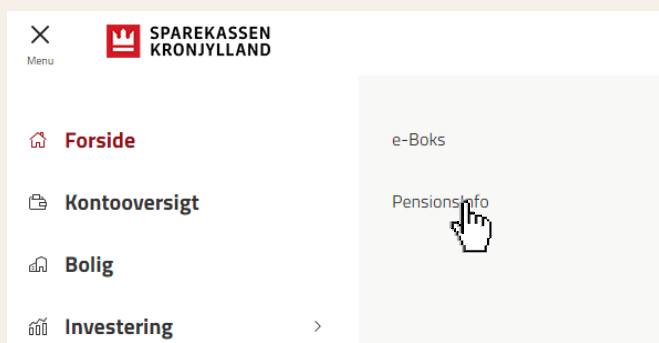 SPAREKASSEN
KRONJYLLAND
Menu
Forside
Kontooversigt
Bolig
Investering
e-Boks
PensionsInfo